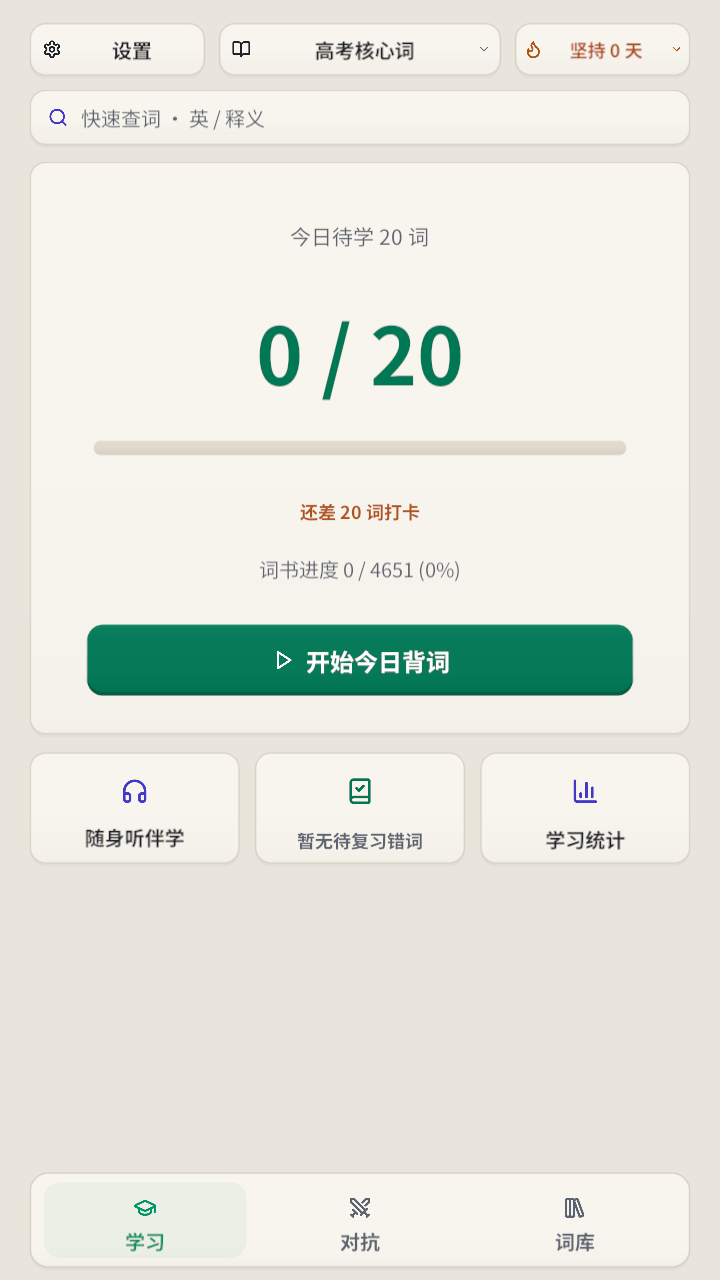 设置
高考核心词
坚持 0 天
快速查词 · 英 / 释义
今日待学 20 词
0 / 20
还差 20 词打卡
词书进度 0 / 4651 (0%)
开始今日背词
随身听伴学
暂无待复习错词
学习统计
学习
对抗
词库